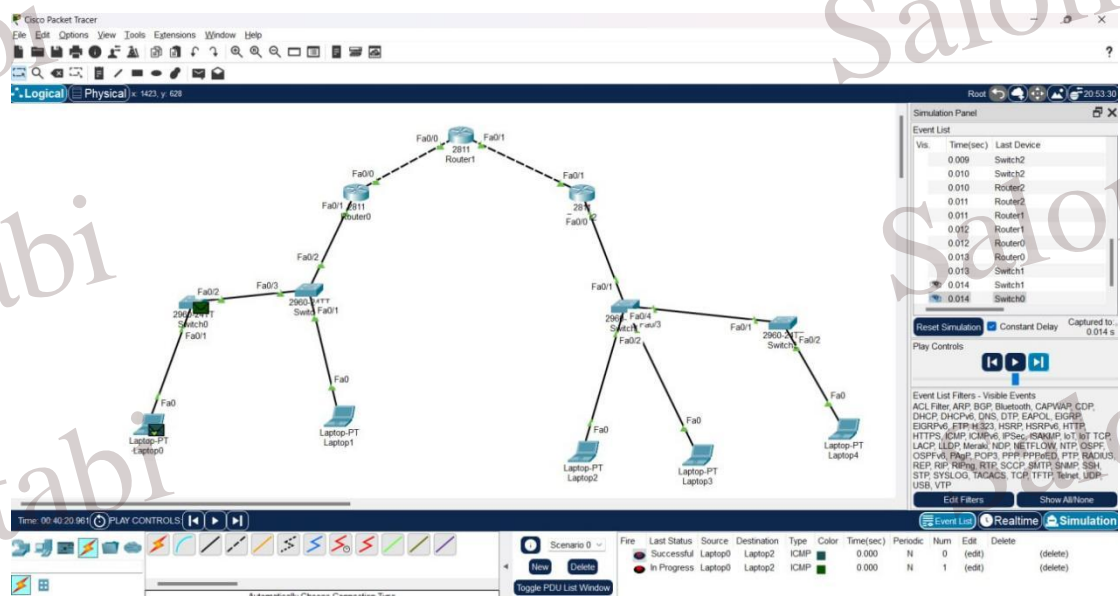 Cisco Packet Tracer
File Edit Options View Tools Extensions Window Help
?
Logical Physical x: 1423, y: 628
Root 20:53:30
Fa0/0
Fa0/1
2811
Router1
Fa0/0
Fa0/1
Fa0/1
2811
Router0
Fa0/0
Fa0/2
Fa0/2
Fa0/3
2960-24TT
Switch0
Fa0/1
Fa0/1
Fa0/1
Fa0/4
Fa0/3
Fa0/2
Fa0/1
Fa0/2
Fa0
Laptop-PT
Laptop0
Fa0
Laptop-PT
Laptop1
Fa0
Laptop-PT
Laptop2
Fa0
Laptop-PT
Laptop3
Fa0
Laptop-PT
Laptop4
Simulation Panel
Event List
Vis. Time(sec) Last Device
0.009 Switch2
0.010 Switch2
0.010 Router2
0.011 Router2
0.011 Router1
0.012 Router1
0.012 Router0
0.013 Router0
0.013 Switch1
0.014 Switch1
0.014 Switch0
Reset Simulation Constant Delay Captured to:
0.014 s
Play Controls
Event List Filters - Visible Events
ACL Filter, ARP, BGP, Bluetooth, CAPWAP, CDP,
DHCP, DHCPv6, DNS, DTP, EAPOL, EIGRP,
EIGRPv6, FTP, H.323, HSRP, HSRPv6, HTTP,
HTTPS, ICMP, ICMPv6, IPSec, ISAKMP, IoT, IoT TCP,
LACP, LLDP, Meraki, NDP, NETFLOW, NTP, OSPF,
OSPFv6, PAgP, POP3, PPP, PPPoED, PTP, RADIUS,
REP, RIP, RIPng, RTP, SCCP, SMTP, SNMP, SSH,
STP, SYSLOG, TACACS, TCP, TFTP, Telnet, UDP,
USB, VTP
Edit Filters Show All/None
Time: 00:40:20.961 PLAY CONTROLS:
Event List Realtime Simulation
Scenario 0
New Delete
Toggle PDU List Window
Fire Last Status Source Destination Type Color Time(sec) Periodic Num Edit Delete
Successful Laptop0 Laptop2 ICMP 0.000 N 0 (edit) (delete)
In Progress Laptop0 Laptop2 ICMP 0.000 N 1 (edit) (delete)
Automatically Choose Connection Type